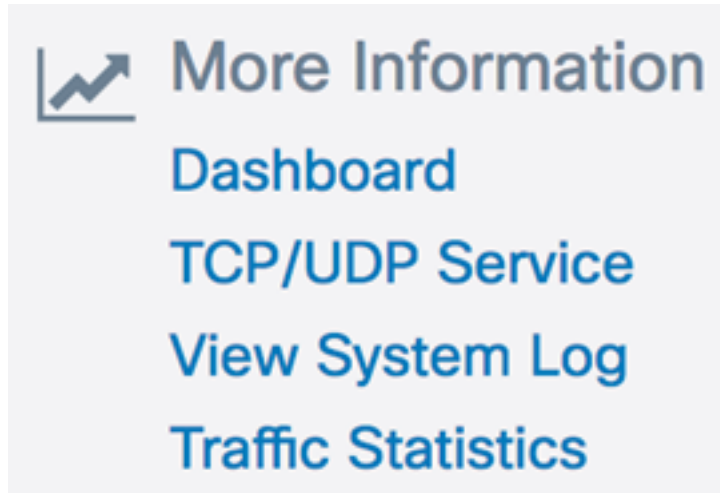 More Information
Dashboard
TCP/UDP Service
View System Log
Traffic Statistics